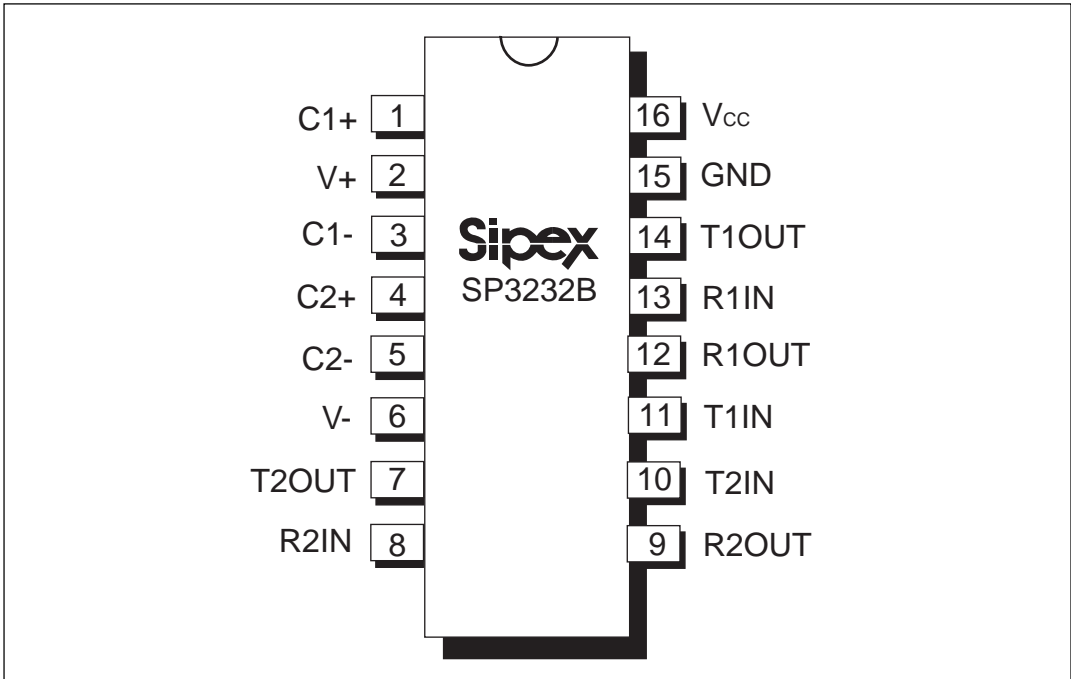 C1+ 1
V+ 2
C1- 3
C2+ 4
C2- 5
V- 6
T2OUT 7
R2IN 8
Sipex
SP3232B
16 Vcc
15 GND
14 T1OUT
13 R1IN
12 R1OUT
11 T1IN
10 T2IN
9 R2OUT